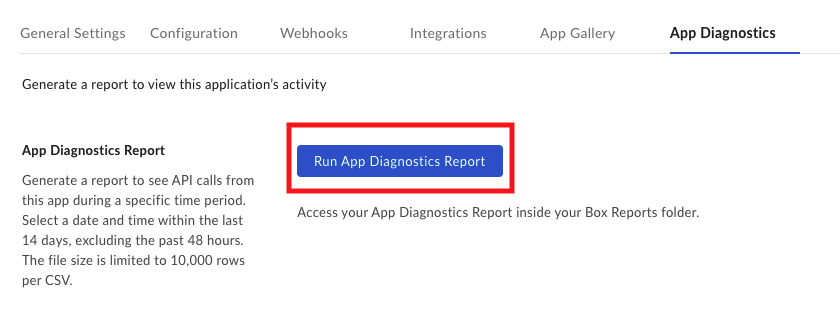 General Settings Configuration Webhooks Integrations App Gallery App Diagnostics
Generate a report to view this application's activity
App Diagnostics Report
Generate a report to see API calls from
this app during a specific time period.
Select a date and time within the last
14 days, excluding the past 48 hours.
The file size is limited to 10,000 rows
per CSV.
Run App Diagnostics Report
Access your App Diagnostics Report inside your Box Reports folder.